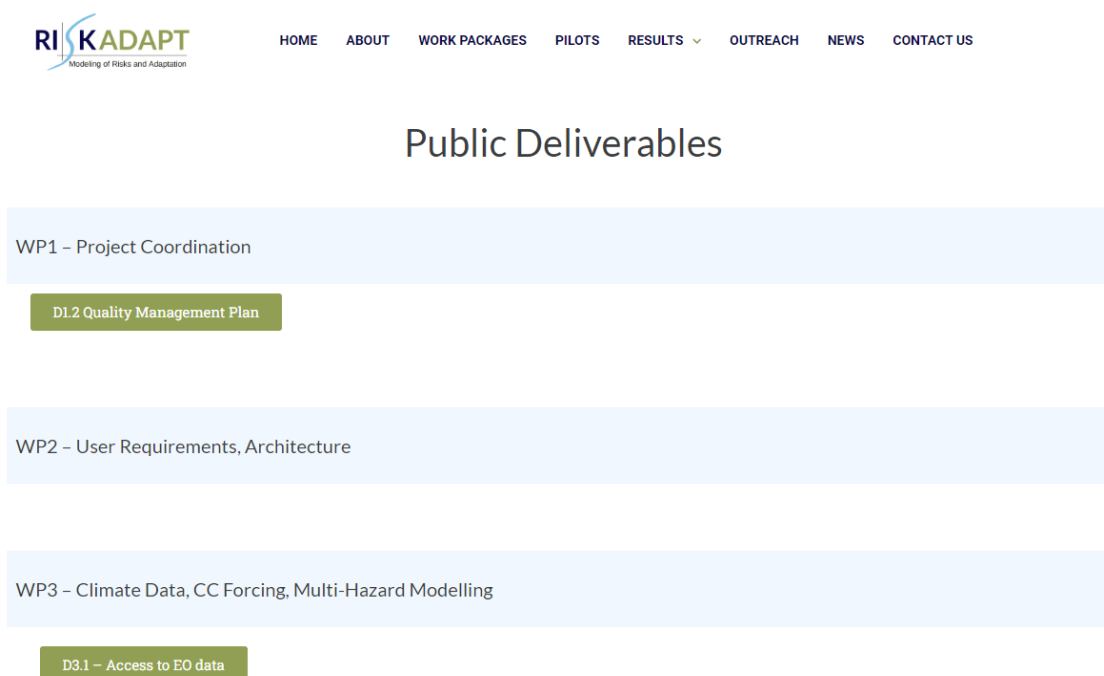 RISKADAPT
Modeling of Risks and Adaptation
HOME ABOUT WORK PACKAGES PILOTS RESULTS OUTREACH NEWS CONTACT US
Public Deliverables
WP1 – Project Coordination
D1.2 Quality Management Plan
WP2 – User Requirements, Architecture
WP3 – Climate Data, CC Forcing, Multi-Hazard Modelling
D3.1 – Access to EO data